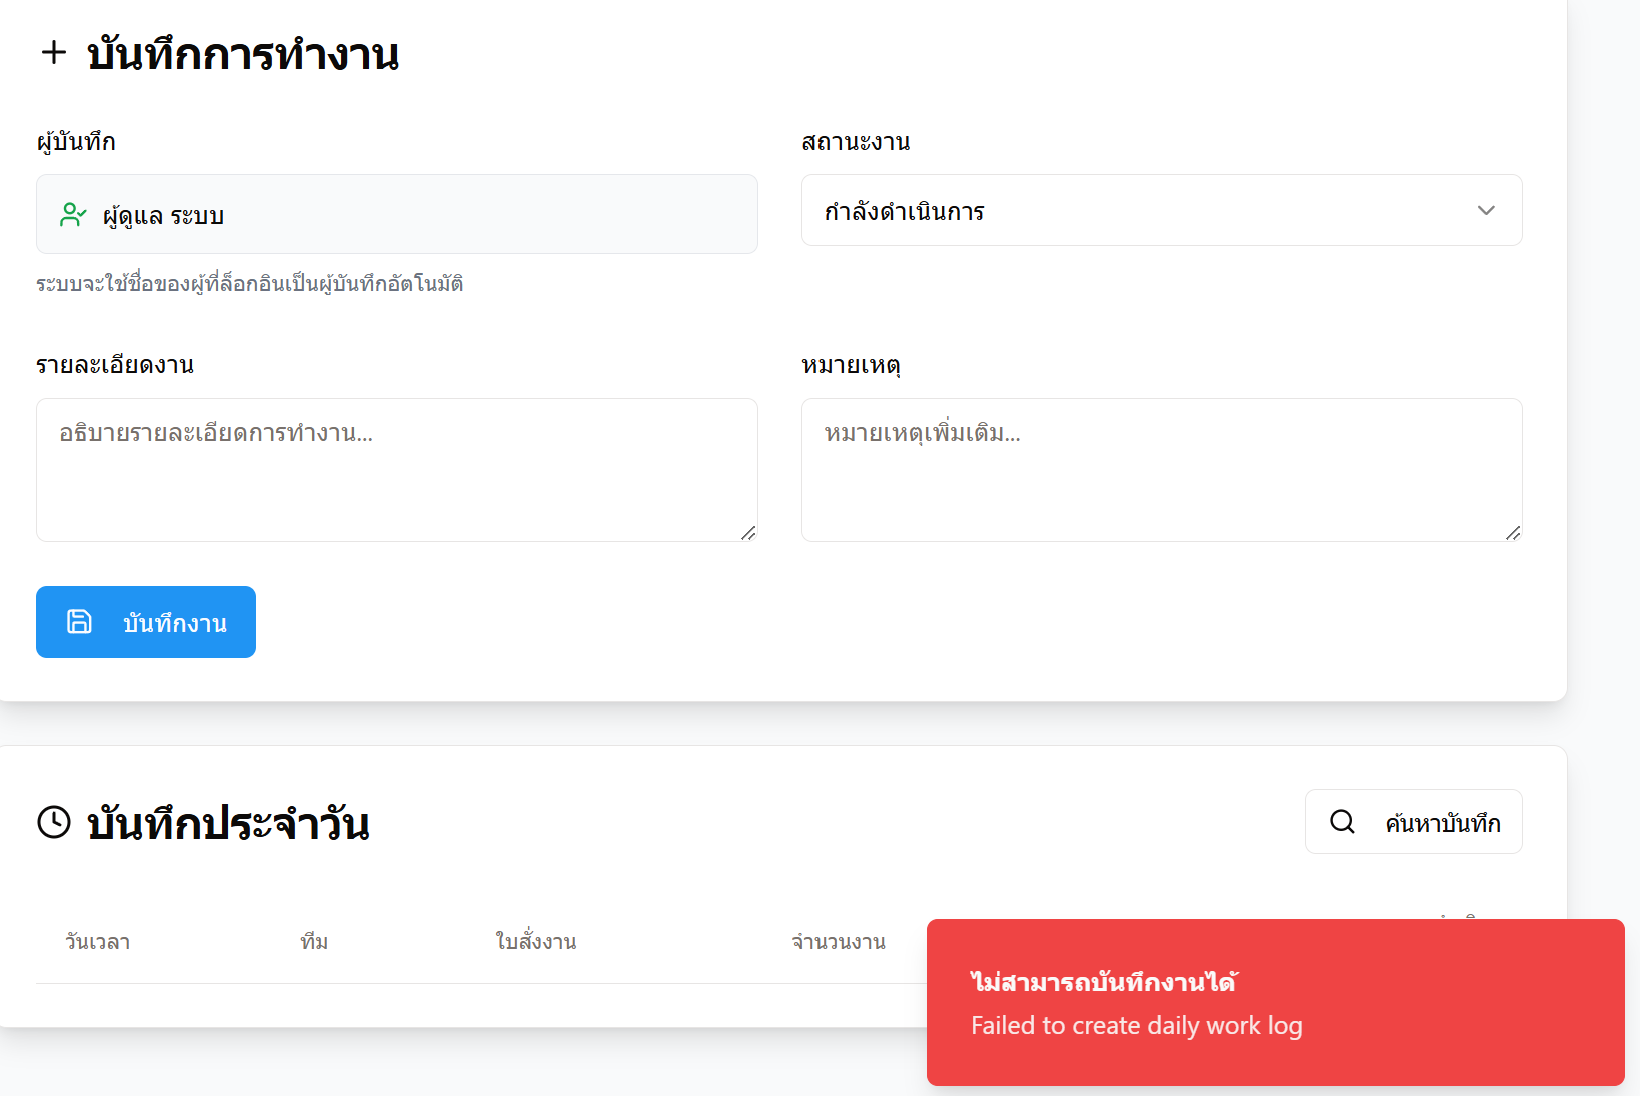 บันทึกการทำงาน
ผู้บันทึก
สถานะงาน
ผู้ดูแล ระบบ
กำลังดำเนินการ
ระบบจะใช้ชื่อของผู้ที่ล็อกอินเป็นผู้บันทึกอัตโนมัติ
รายละเอียดงาน
หมายเหตุ
อธิบายรายละเอียดการทำงาน...
หมายเหตุเพิ่มเติม...
บันทึกงาน
บันทึกประจำวัน
ค้นหาบันทึก
วันเวลา
ทีม
ใบสั่งงาน
จำนวนงาน
ไม่สามารถบันทึกงานได้
Failed to create daily work log